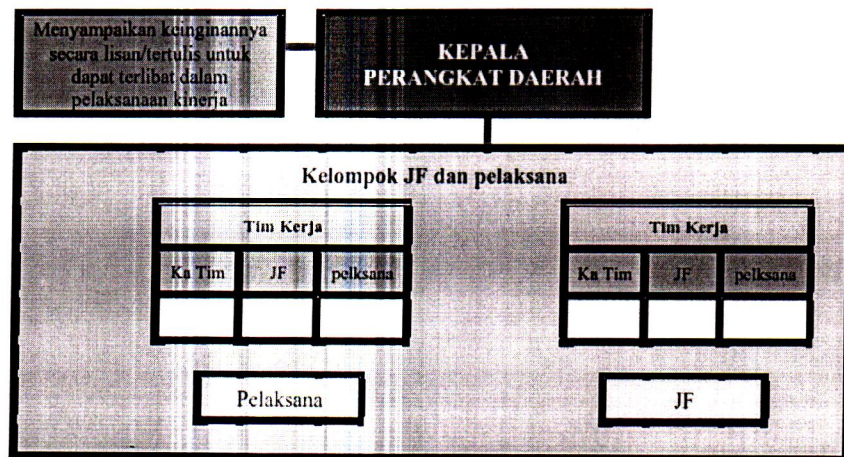 Menyampaikan keinginannya
secara lisan/tertulis untuk
dapat terlibat dalam
pelaksanaan kinerja
KEPALA
PERANGKAT DAERAH
Kelompok JF dan pelaksana
Tim Kerja
Ka Tim JF pelksana
Tim Kerja
Ka Tim JF pelksana
Pelaksana
JF